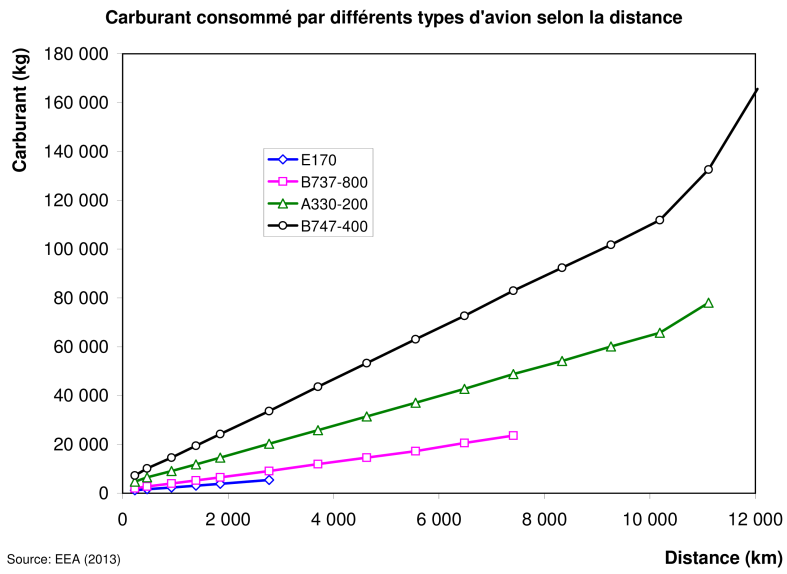 Carburant consommé par différents types d'avion selon la distance
Carburant (kg)
180 000
160 000
140 000
120 000
100 000
80 000
60 000
40 000
20 000
0
E170
B737-800
A330-200
B747-400
0 2 000 4 000 6 000 8 000 10 000 12 000
Distance (km)
Source: EEA (2013)